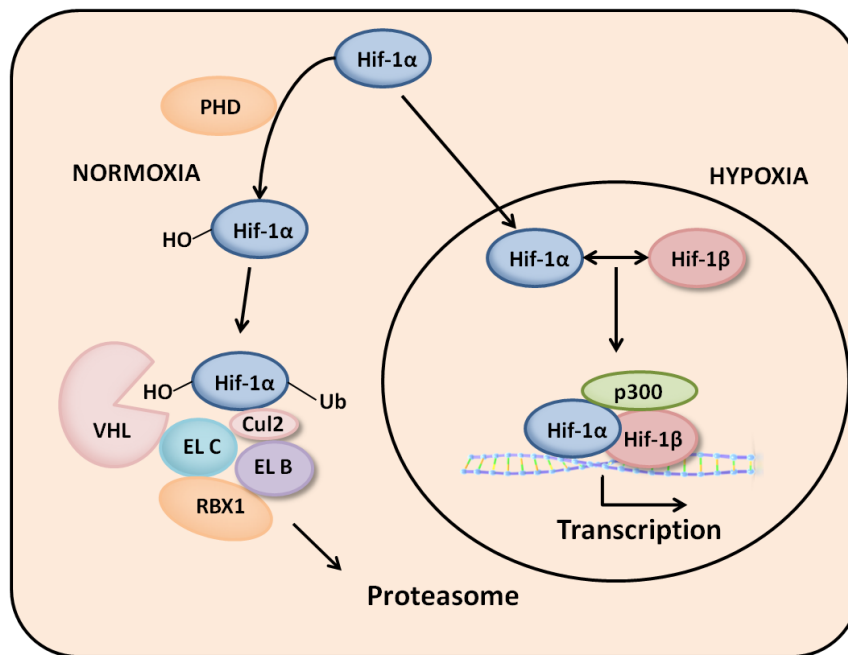 Hif-1α
PHD
NORMOXIA
HYPOXIA
HO
Hif-1α
Hif-1α
Hif-1β
HO
Hif-1α
Ub
VHL
Cul2
EL C
EL B
RBX1
p300
Hif-1α
Hif-1β
Transcription
Proteasome